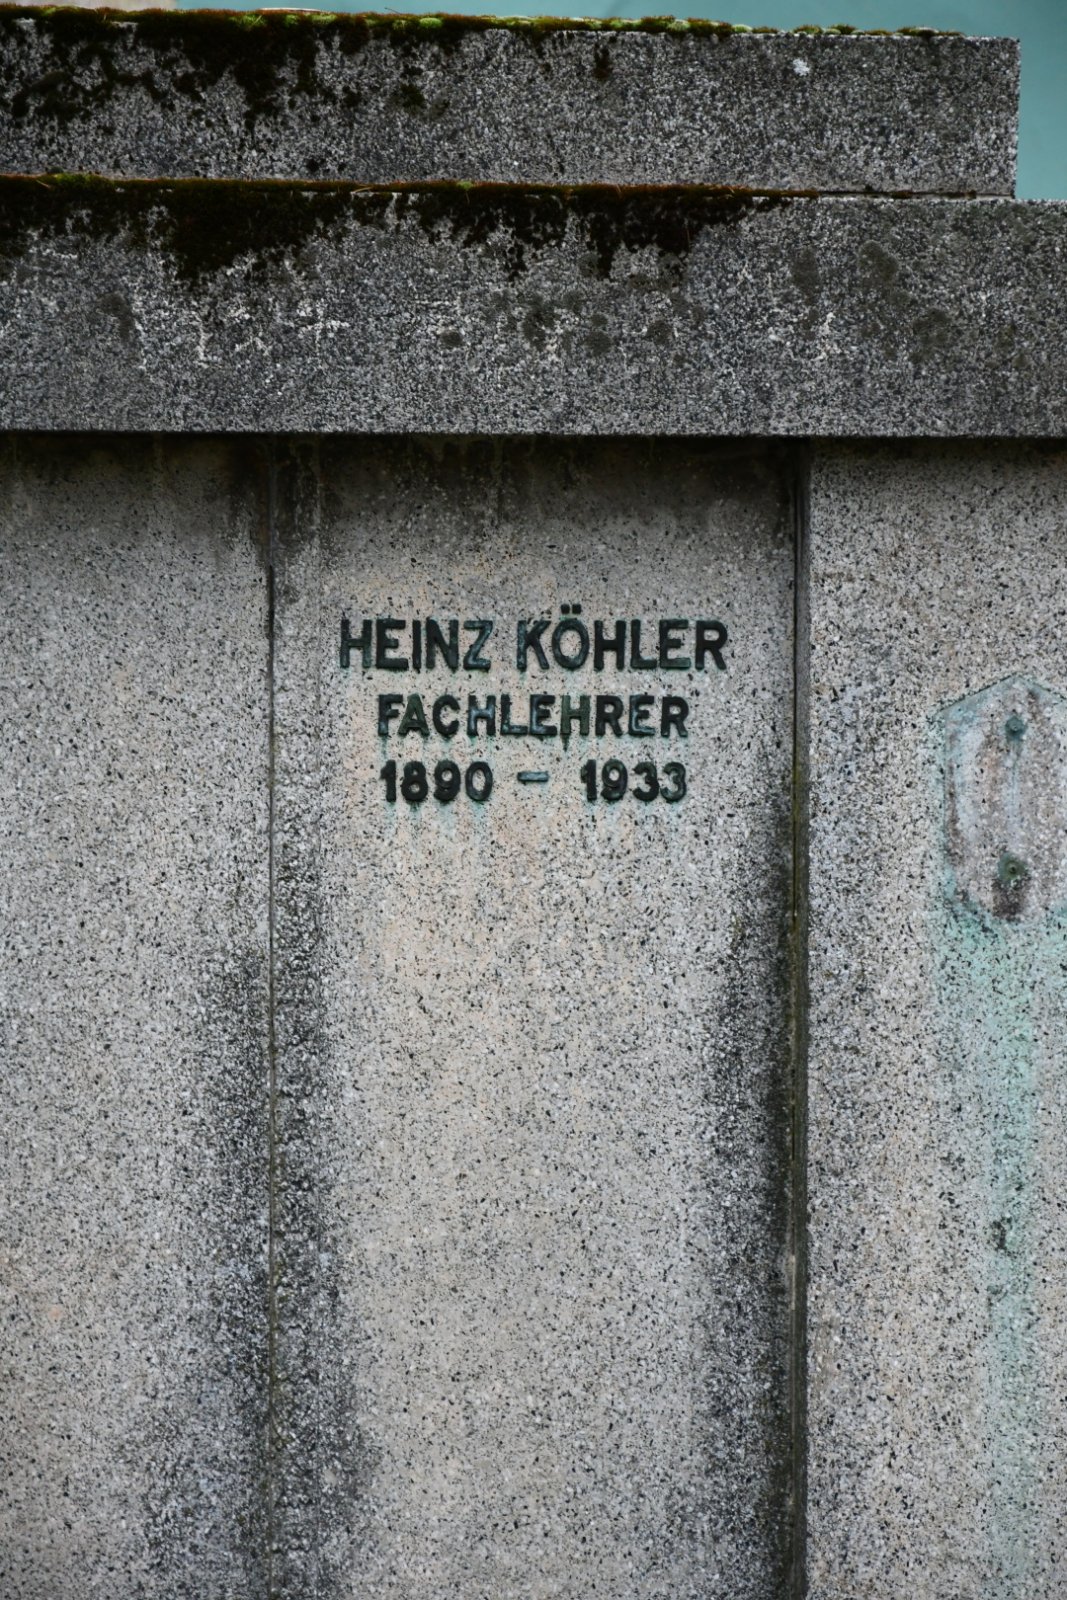 HEINZ KÖHLER
FACHLEHRER
1890 – 1933